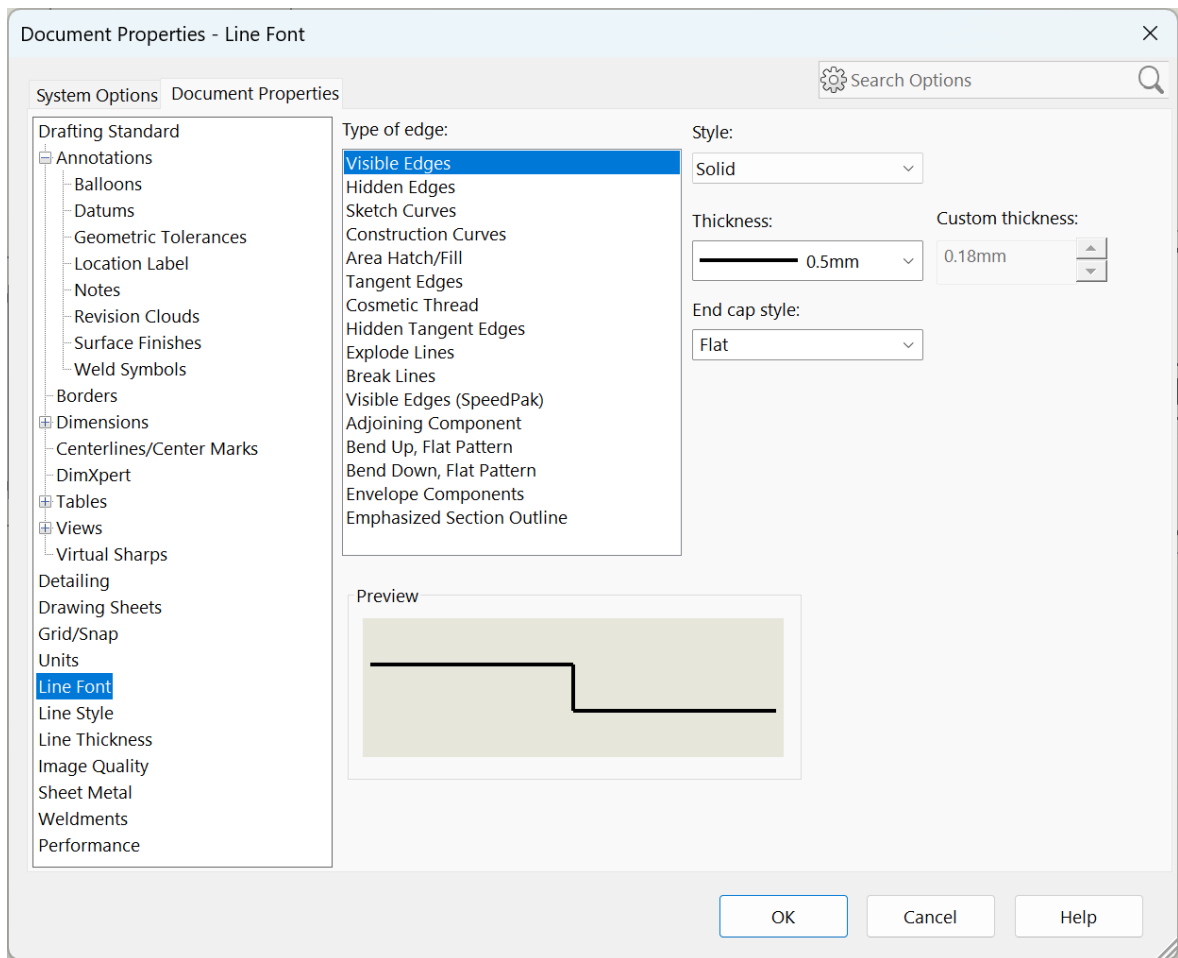 Document Properties - Line Font
Search Options
System Options
Document Properties
Drafting Standard
Annotations
Balloons
Datums
Geometric Tolerances
Location Label
Notes
Revision Clouds
Surface Finishes
Weld Symbols
Borders
Dimensions
Centerlines/Center Marks
DimXpert
Tables
Views
Virtual Sharps
Detailing
Drawing Sheets
Grid/Snap
Units
Line Font
Line Style
Line Thickness
Image Quality
Sheet Metal
Weldments
Performance
Type of edge:
Visible Edges
Hidden Edges
Sketch Curves
Construction Curves
Area Hatch/Fill
Tangent Edges
Cosmetic Thread
Hidden Tangent Edges
Explode Lines
Break Lines
Visible Edges (SpeedPak)
Adjoining Component
Bend Up, Flat Pattern
Bend Down, Flat Pattern
Envelope Components
Emphasized Section Outline
Style:
Solid
Thickness:
0.5mm
Custom thickness:
0.18mm
End cap style:
Flat
Preview
OK
Cancel
Help